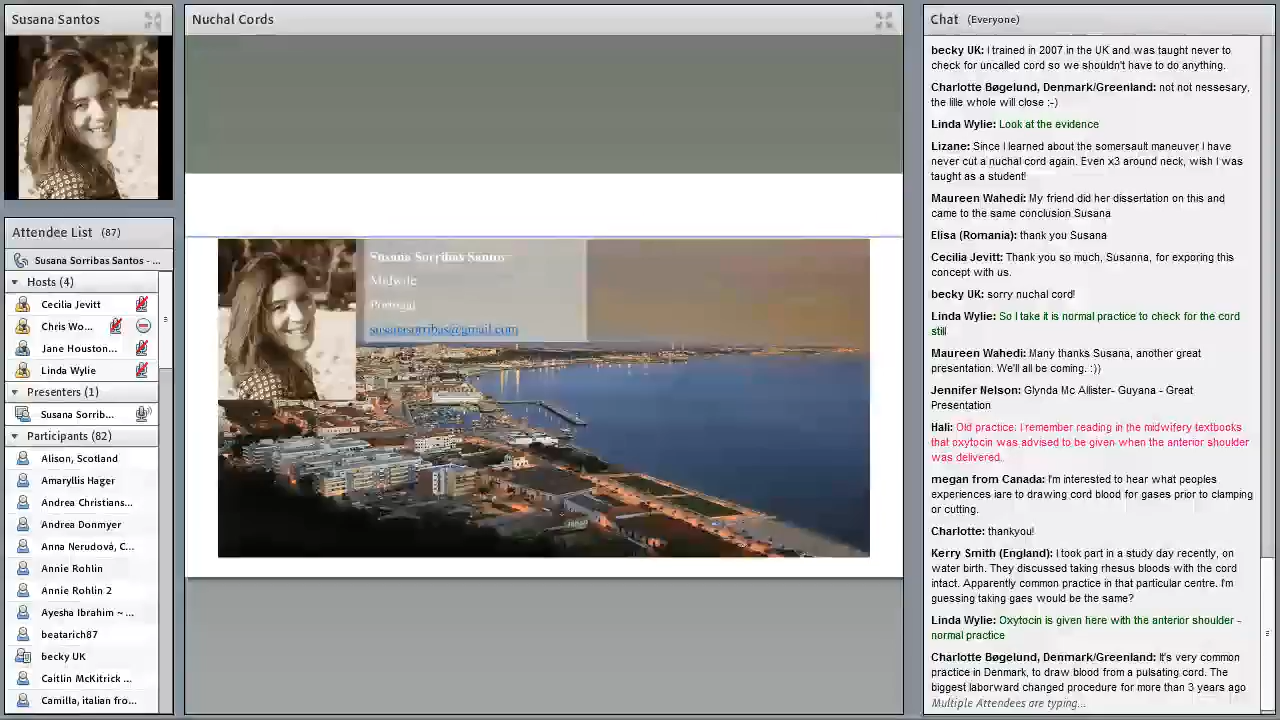 Susana Santos
Attendee List (87)
Susana Sorribas Santos - ...
Hosts (4)
Cecilia Jevitt
Chris Wo...
Jane Houston...
Linda Wylie
Presenters (1)
Susana Sorrib...
Participants (82)
Alison, Scotland
Amaryllis Hager
Andrea Christians...
Andrea Donmyer
Anna Nerudová, C...
Annie Rohlin
Annie Rohlin 2
Ayesha Ibrahim ~ ...
beatarich87
becky UK
Caitlin McKitrick ...
Camilla, italian fro...
Nuchal Cords
Susana Sorribas Santos
Midwife
Portugal
susanasorribas@gmail.com
Chat (Everyone)
becky UK: I trained in 2007 in the UK and was taught never to
check for uncalled cord so we shouldn't have to do anything.
Charlotte Bøgelund, Denmark/Greenland: not not nessesary,
the lille whole will close :-)
Linda Wylie: Look at the evidence
Lizane: Since I learned about the somersault maneuver I have
never cut a nuchal cord again. Even x3 around neck, wish I was
taught as a student!
Maureen Wahedi: My friend did her dissertation on this and
came to the same conclusion Susana
Elisa (Romania): thank you Susana
Cecilia Jevitt: Thank you so much, Susanna, for exporing this
concept with us.
becky UK: sorry nuchal cord!
Linda Wylie: So I take it is normal practice to check for the cord
still
Maureen Wahedi: Many thanks Susana, another great
presentation. We'll all be coming. :))
Jennifer Nelson: Glynda Mc Allister- Guyana - Great
Presentation
Hali: Old practice: I remember reading in the midwifery textbooks
that oxytocin was advised to be given when the anterior shoulder
was delivered.
megan from Canada: I'm interested to hear what peoples
experiences iare to drawing cord blood for gases prior to clamping
or cutting.
Charlotte: thankyou!
Kerry Smith (England): I took part in a study day recently, on
water birth. They discussed taking rhesus bloods with the cord
intact. Apparently common practice in that particular centre. I'm
guessing taking gaes would be the same?
Linda Wylie: Oxytocin is given here with the anterior shoulder -
normal practice
Charlotte Bøgelund, Denmark/Greenland: It's very common
practice in Denmark, to draw blood from a pulsating cord. The
biggest laborward changed procedure for more than 3 years ago
Multiple Attendees are typing...